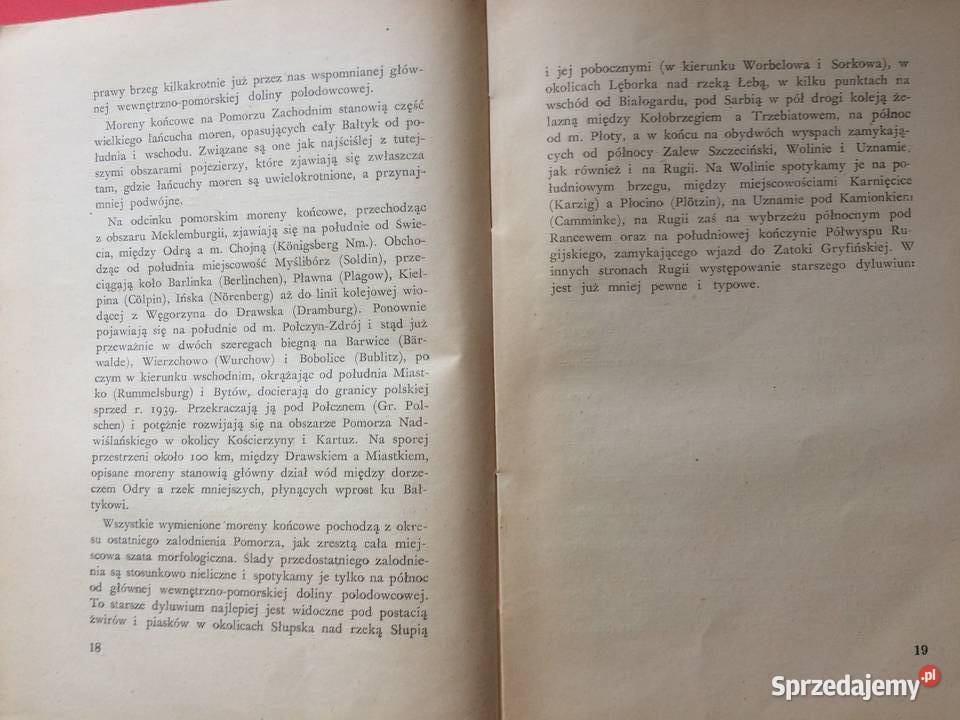 prawy brzeg kilkakrotnie już przez nas wspomnianej głów-
nej wewnętrzno-pomorskiej doliny polodowcowej.
Moreny końcowe na Pomorzu Zachodnim stanowią część
wielkiego łańcucha moren, opasujących cały Bałtyk od po-
łudnia i wschodu. Związane są one jak najściślej z tutej-
szymi obszarami pojezierzy, które zjawiają się zwłaszcza
tam, gdzie łańcuchy moren są uwielokrotnione, a przynaj-
mniej podwójne.
Na odcinku pomorskim moreny końcowe, przechodząc
z obszaru Meklemburgii, zjawiają się na południe od Świe-
cia, między Odrą a m. Chojną (Königsberg Nm.). Obcho-
dząc od południa miejscowość Myślibórz (Soldin), prze-
ciągają koło Barlinka (Berlinchen), Pławna (Plagow), Kieł-
pina (Cölpin), Ińska (Nörenberg) aż do linii kolejowej wio-
dącej z Węgorzyna do Drawska (Dramburg). Ponownie
pojawiają się na południe od m. Połczyn-Zdrój i stąd już
przeważnie w dwóch szeregach biegną na Barwice (Bär-
walde), Wierzchowo (Wurchow) i Bobolice (Bublitz), po
czym w kierunku wschodnim, okrążając od południa Miast-
ko (Rummelsburg) i Bytów, docierają do granicy polskiej
sprzed r. 1939. Przekraczają ją pod Połcznem (Gr. Pol-
schen) i potężnie rozwijają się na obszarze Pomorza Nad-
wiślańskiego w okolicy Kościerzyny i Kartuz. Na sporej
przestrzeni około 100 km, między Drawskiem a Miastkiem,
opisane moreny stanowią główny dział wód między dorze-
czem Odry a rzek mniejszych, płynących wprost ku Bał-
tykowi.
Wszystkie wymienione moreny końcowe pochodzą z okre-
su ostatniego zalodnienia Pomorza, jak zresztą cała miej-
scowa szata morfologiczna. Ślady przedostatniego zalodnie-
nia są stosunkowo nieliczne i spotykamy je tylko na północ
od głównej wewnętrzno-pomorskiej doliny polodowcowej.
To starsze dyluwium najlepiej jest widoczne pod postacią
żwirów i piasków w okolicach Słupska nad rzeką Słupią
18
i jej pobocznymi (w kierunku Worbelowa i Sorkowa), w
okolicach Lęborka nad rzeką Łebą, w kilku punktach na
wschód od Białogardu, pod Sarbią w pół drogi koleją że-
lazną między Kołobrzegiem a Trzebiatowem, na północ
od m. Płoty, a w końcu na obydwóch wyspach zamykają-
cych od północy Zalew Szczeciński, Wolinie i Uznamie,
jak również i na Rugii. Na Wolinie spotykamy je na po-
łudniowym brzegu, między miejscowościami Karnięcice
(Karzig) a Płocino (Plötzin), na Uznamie pod Kamionkiem
(Camminke), na Rugii zaś na wybrzeżu północnym pod
Rancewem oraz na południowej kończynie Półwyspu Ru-
gijskiego, zamykającego wjazd do Zatoki Gryfińskiej. W
innych stronach Rugii występowanie starszego dyluwium
jest już mniej pewne i typowe.
19
Sprzedajemy.pl